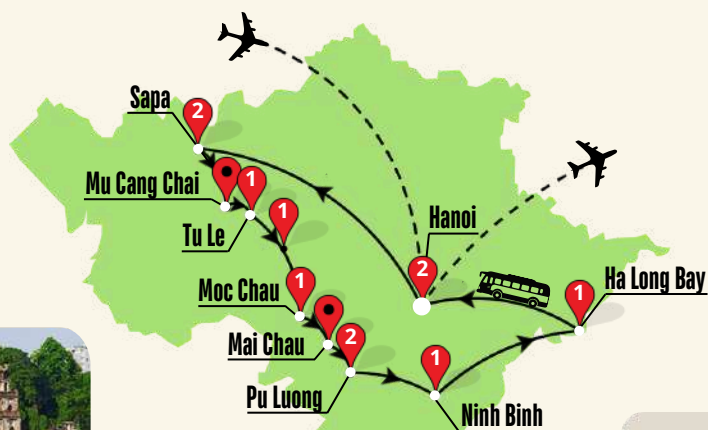 Sapa
2
Mu Cang Chai
1
Tu Le
1
Hanoi
2
Moc Chau
1
Ha Long Bay
1
Mai Chau
2
Pu Luong
1
Ninh Binh